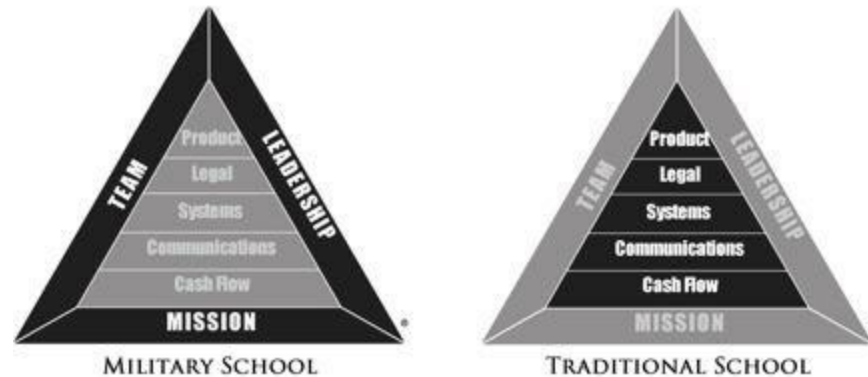 Product
Legal
Systems
Communications
Cash Flow
TEAM
LEADERSHIP
MISSION
MILITARY SCHOOL
Product
Legal
Systems
Communications
Cash Flow
TEAM
LEADERSHIP
MISSION
TRADITIONAL SCHOOL